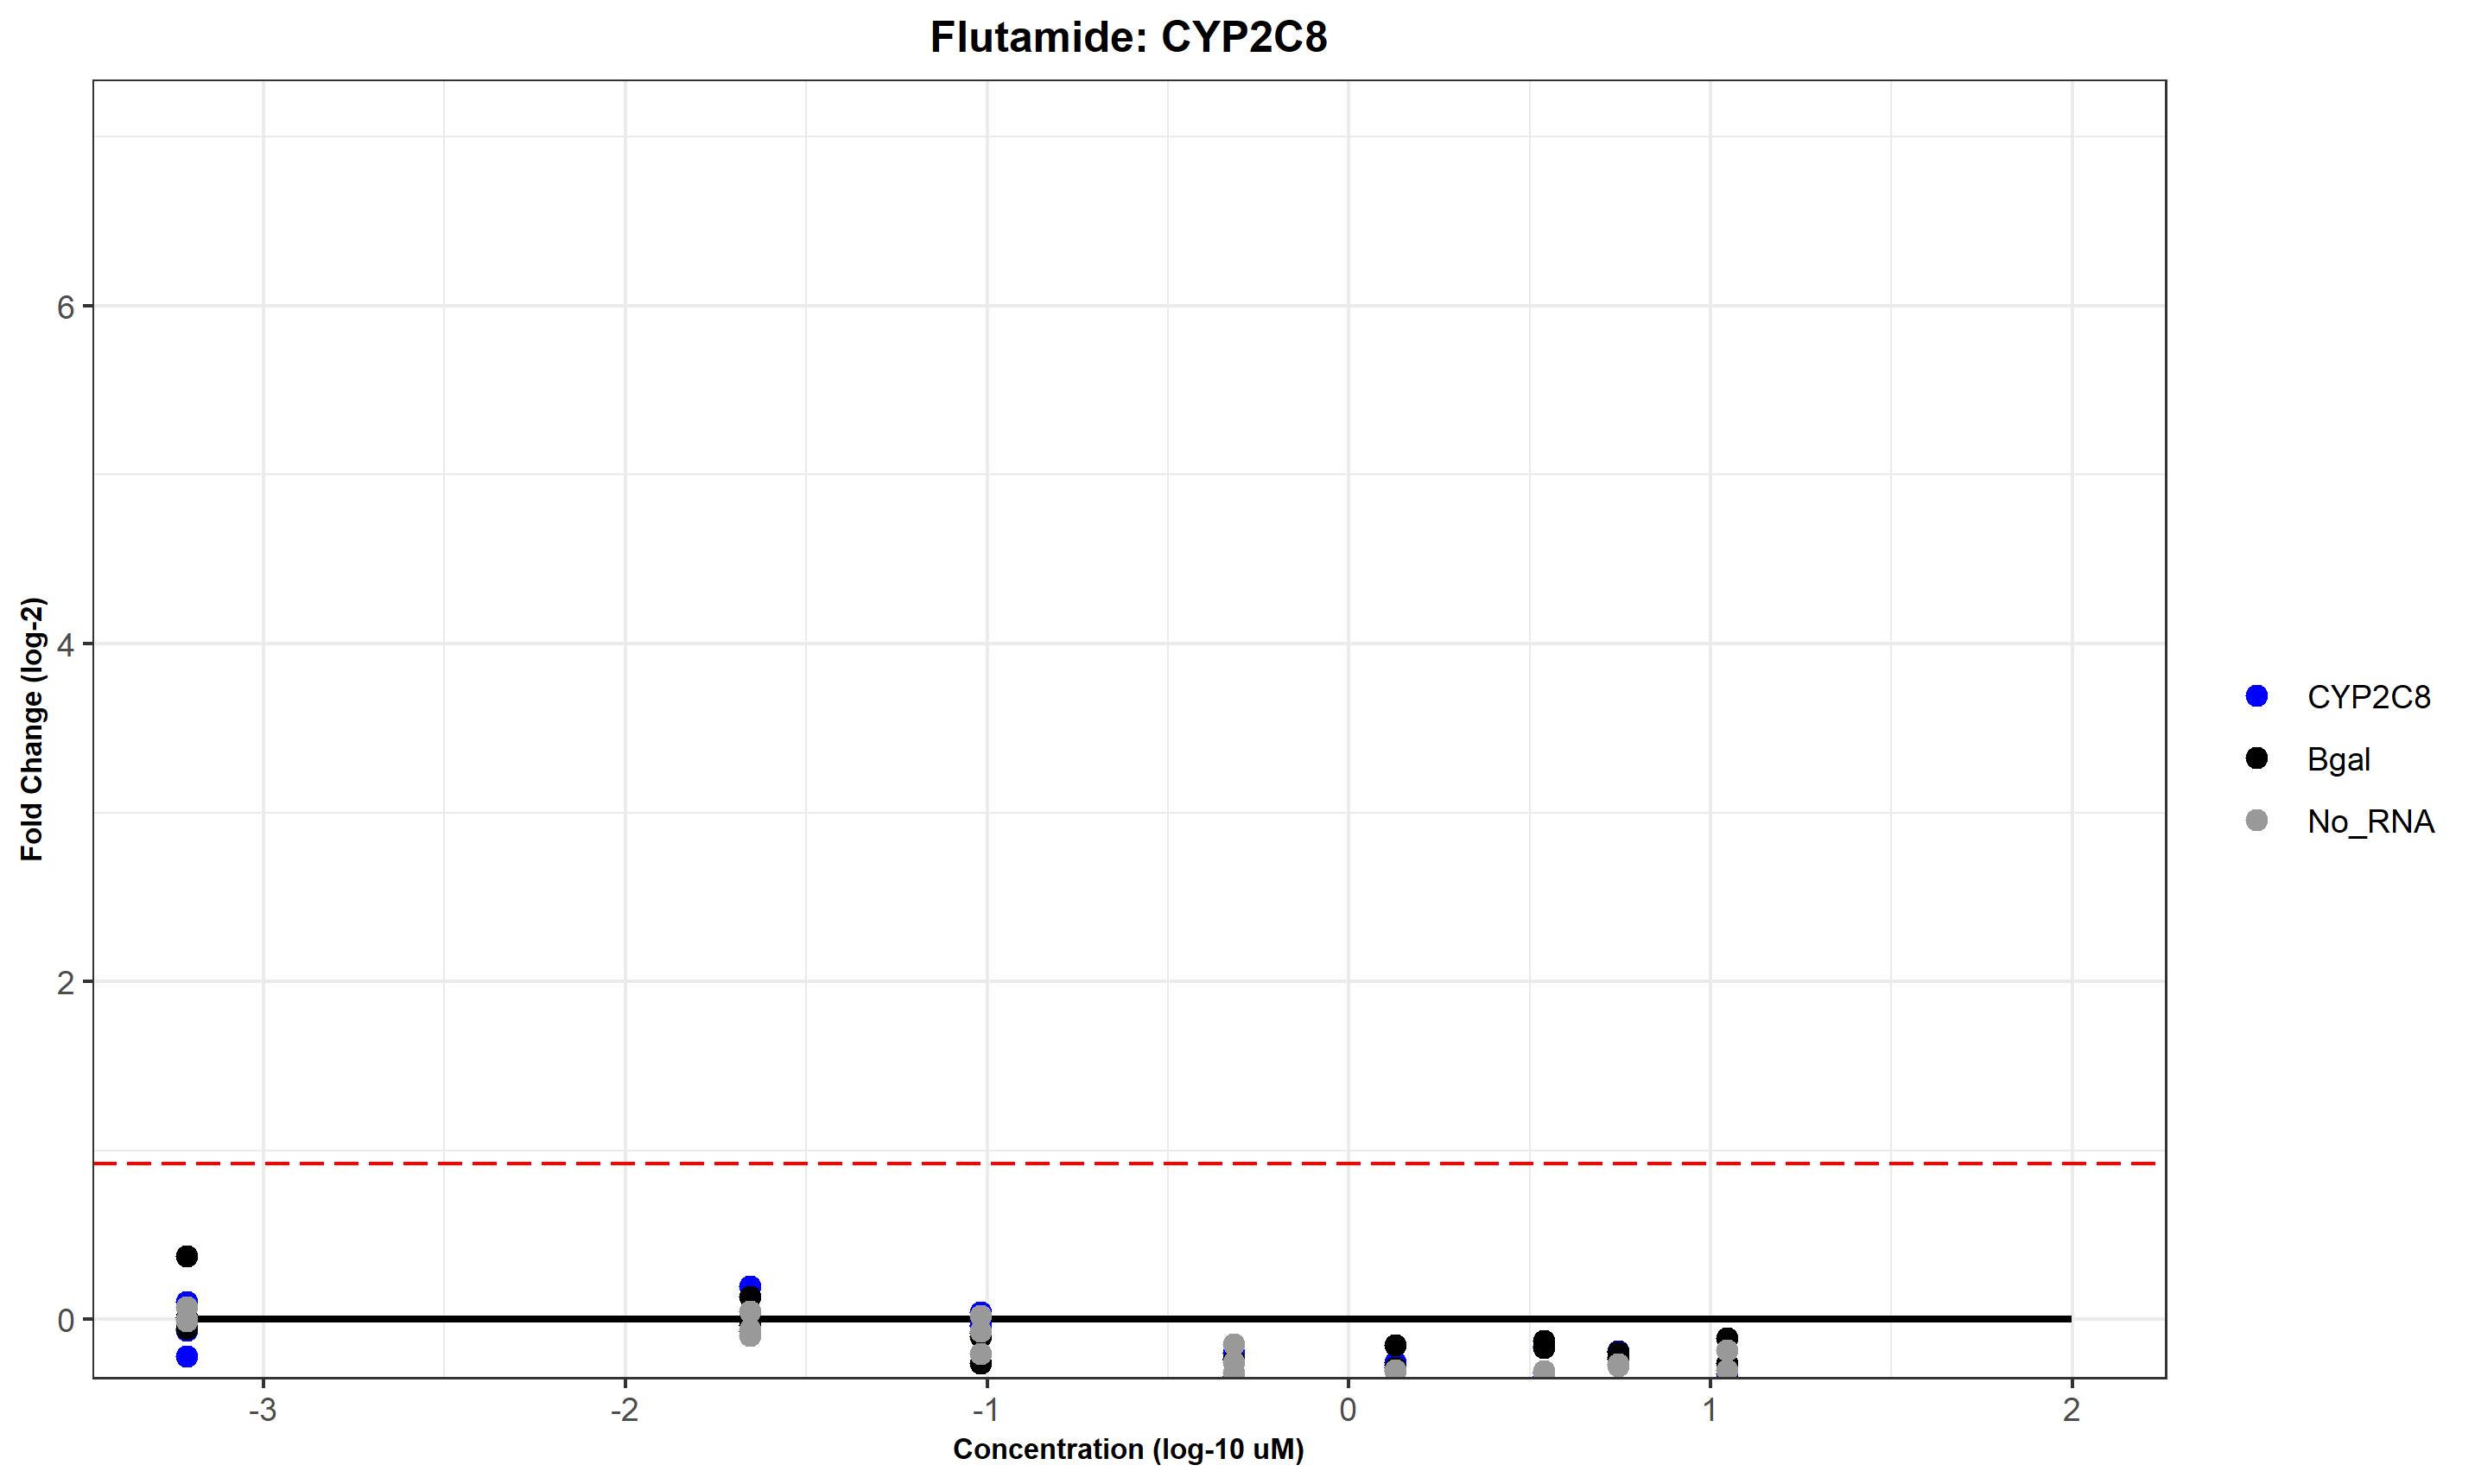 Flutamide: CYP2C8
Fold Change (log-2)
6
4
2
0
-3
-2
-1
0
1
2
Concentration (log-10 uM)
CYP2C8
Bgal
No_RNA